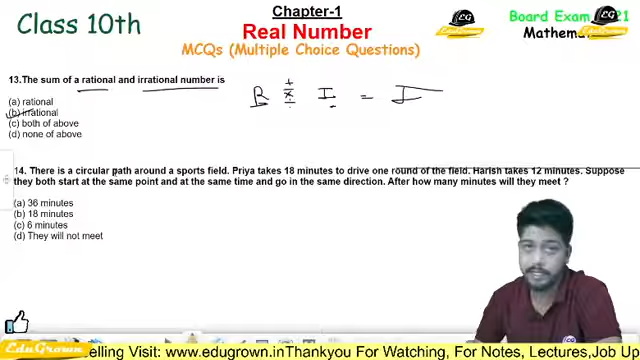 Class 10th
Chapter-1
Real Number
MCQs (Multiple Choice Questions)
EG
EduGrown
Board Exam
21
Mathem
EG
EduGrown
13.The sum of a rational and irrational number is
(a) rational
(b) irrational
(c) both of above
(d) none of above
R I = I
14. There is a circular path around a sports field. Priya takes 18 minutes to drive one round of the field. Harish takes 12 minutes. Suppose
they both start at the same point and at the same time and go in the same direction. After how many minutes will they meet ?
(a) 36 minutes
(b) 18 minutes
(c) 6 minutes
(d) They will not meet
EduGrown
elling Visit: www.edugrown.inThankyou For Watching, For Notes, Lectures,Job Up